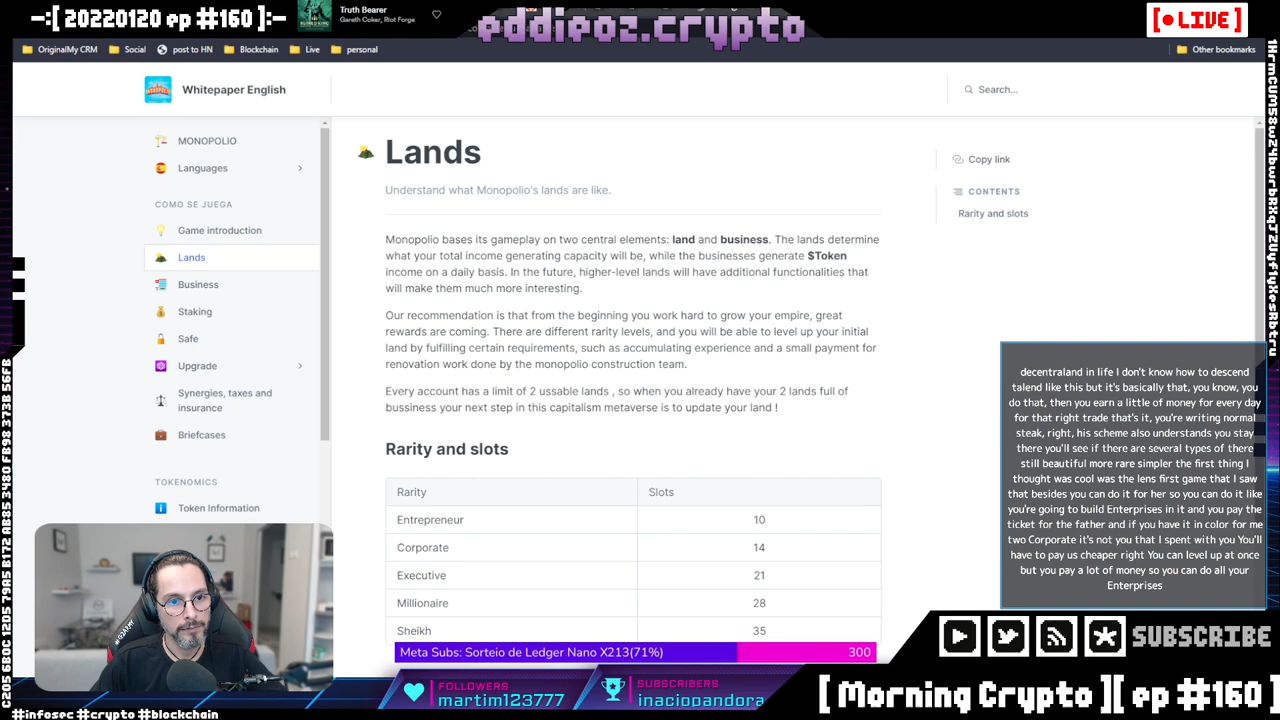 -:[ 20220120 ep #160 ]:-
Truth Bearer
Gareth Coker, Riot Forge
eddieoz.crypto
[● LIVE]
OriginalMy CRM
Social
post to HN
Blockchain
Live
personal
Other bookmarks
Whitepaper English
Search...
MONOPOLIO
Languages
COMO SE JUEGA
Game introduction
Lands
Business
Staking
Safe
Upgrade
Synergies, taxes and
insurance
Briefcases
TOKENOMICS
Token Information
Lands
Understand what Monopolio's lands are like.
Monopolio bases its gameplay on two central elements: land and business. The lands determine
what your total income generating capacity will be, while the businesses generate $Token
income on a daily basis. In the future, higher-level lands will have additional functionalities that
will make them much more interesting.
Our recommendation is that from the beginning you work hard to grow your empire, great
rewards are coming. There are different rarity levels, and you will be able to level up your initial
land by fulfilling certain requirements, such as accumulating experience and a small payment for
renovation work done by the monopolio construction team.
Every account has a limit of 2 ussable lands , so when you already have your 2 lands full of
bussiness your next step in this capitalism metaverse is to update your land !
Rarity and slots
Rarity Slots
Entrepreneur 10
Corporate 14
Executive 21
Millionaire 28
Sheikh 35
Copy link
CONTENTS
Rarity and slots
decentraland in life I don't know how to descend
talend like this but it's basically that, you know, you
do that, then you earn a little of money for every day
for that right trade that's it, you're writing normal
steak, right, his scheme also understands you stay
there you'll see if there are several types of there
still beautiful more rare simpler the first thing I
thought was cool was the lens first game that I saw
that besides you can do it for her so you can do it like
you're going to build Enterprises in it and you pay the
ticket for the father and if you have it in color for me
two Corporate it's not you that I spent with you You'll
have to pay us cheaper right You can level up at once
but you pay a lot of money so you can do all your
Enterprises
Meta Subs: Sorteio de Ledger Nano X213(71%) 300
FOLLOWERS
martim123777
SUBSCRIBERS
inaciopandora
SUBSCRIBE
[ Morning Crypto ][ ep #160 ]
#infosec #crypto #blockchain